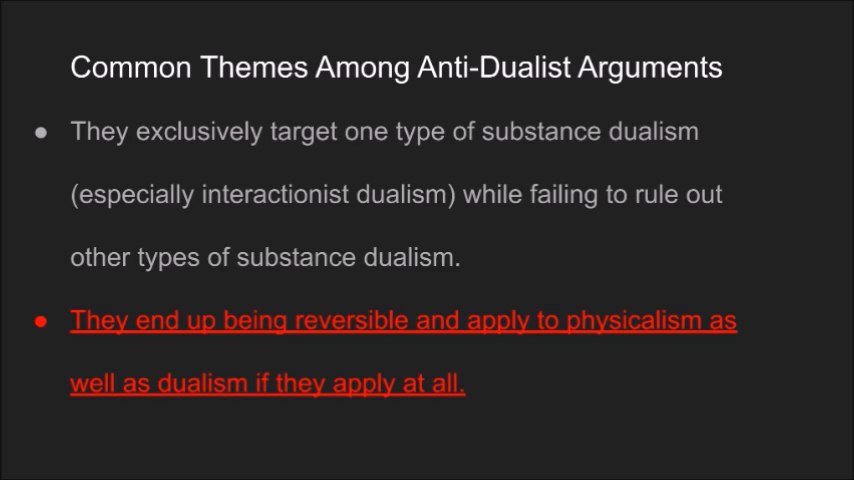 Common Themes Among Anti-Dualist Arguments
● They exclusively target one type of substance dualism
(especially interactionist dualism) while failing to rule out
other types of substance dualism.
● They end up being reversible and apply to physicalism as
well as dualism if they apply at all.